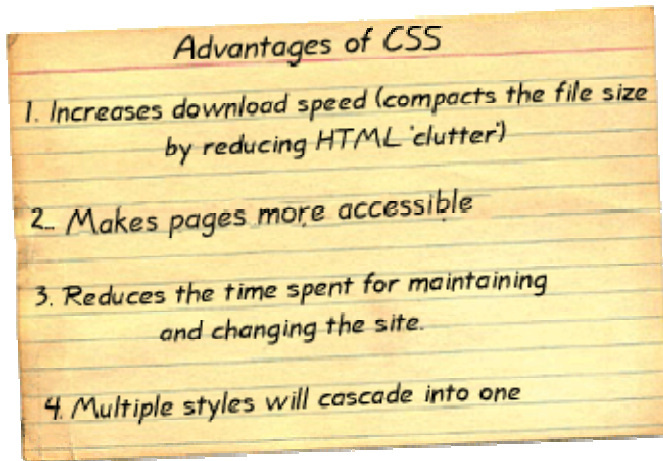 Advantages of CSS
1. Increases download speed (compacts the file size
by reducing HTML 'clutter')
2. Makes pages more accessible
3. Reduces the time spent for maintaining
and changing the site.
4. Multiple styles will cascade into one